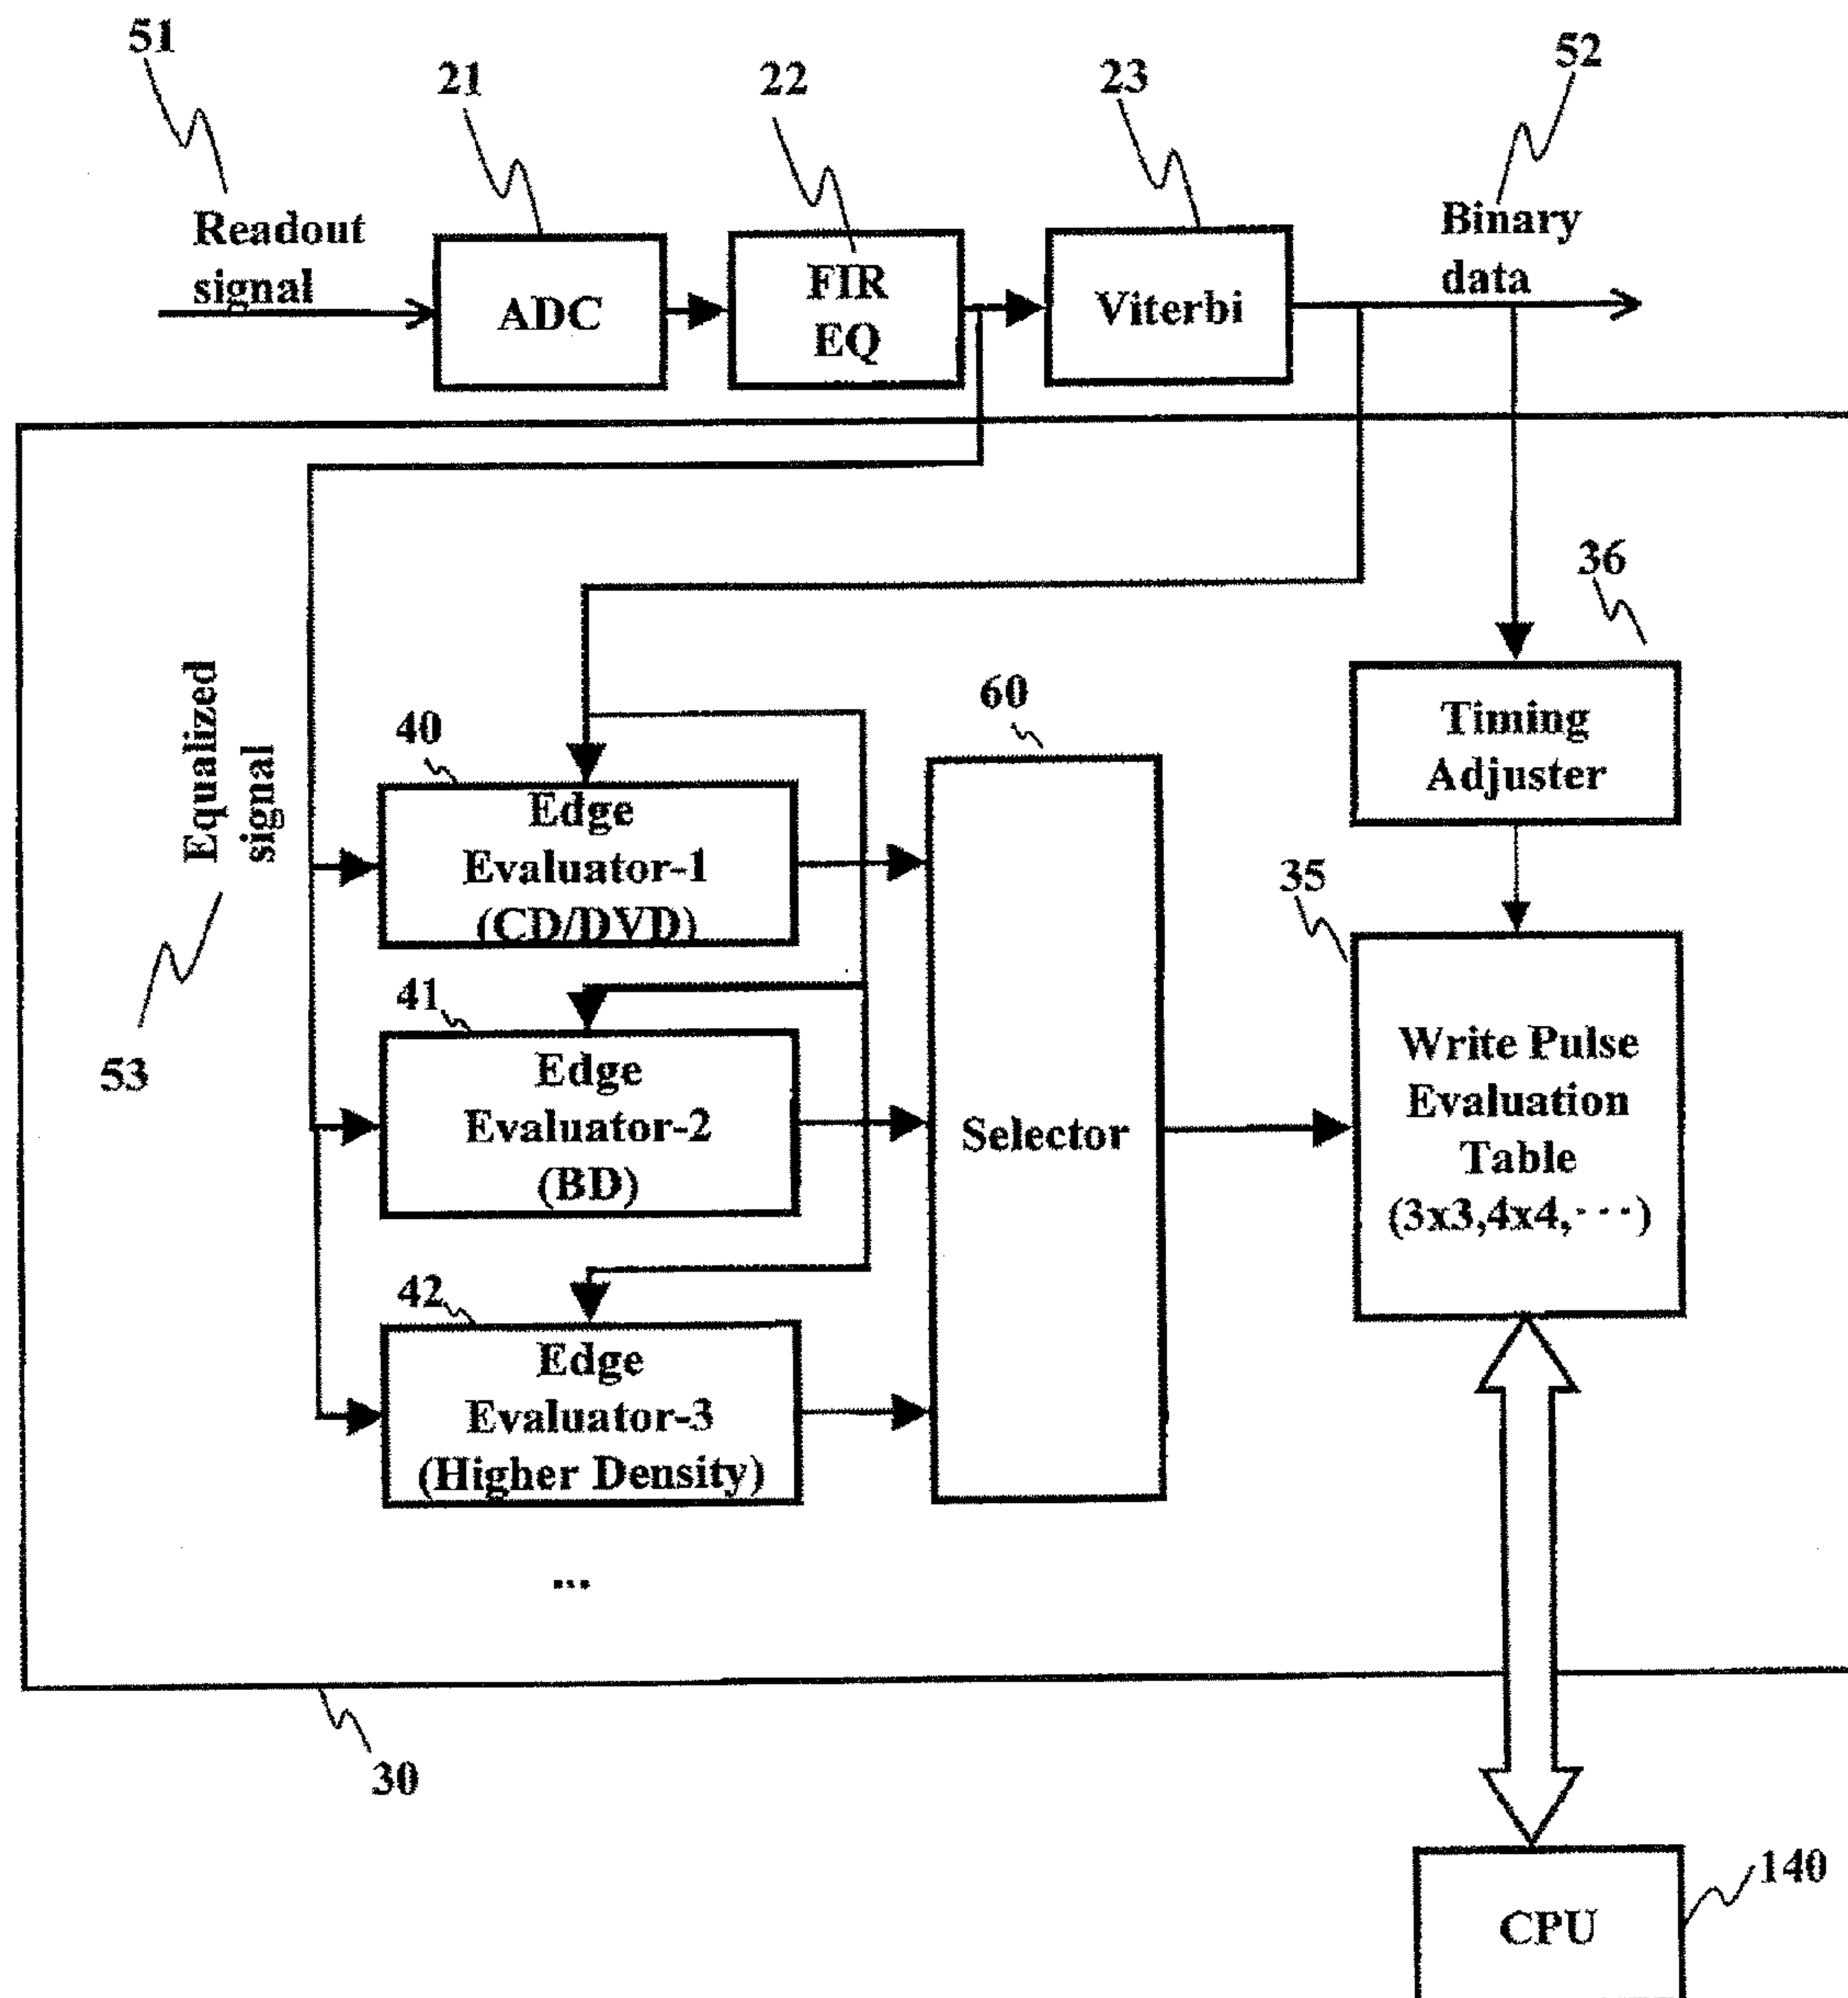 51
21
22
23
52
Readout
signal
ADC
FIR
EQ
Viterbi
Binary
data
36
Timing
Adjuster
Equalized
signal
53
40
Edge
Evaluator-1
(CD/DVD)
60
Selector
35
Write Pulse
Evaluation
Table
(3x3,4x4,···)
41
Edge
Evaluator-2
(BD)
42
Edge
Evaluator-3
(Higher Density)
...
30
140
CPU